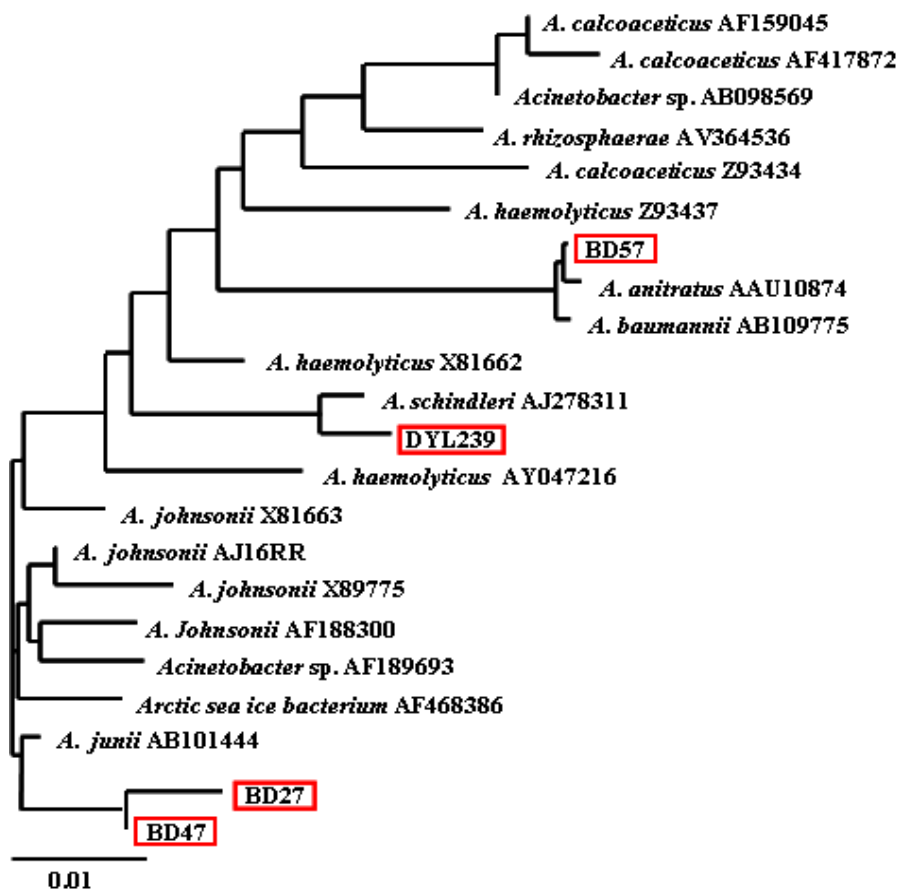 A. calcoaceticus AF159045
A. calcoaceticus AF417872
Acinetobacter sp. AB098569
A. rhizosphaerae AV364536
A. calcoaceticus Z93434
A. haemolyticus Z93437
BD57
A. anitratus AAU10874
A. baumannii AB109775
A. haemolyticus X81662
A. schindleri AJ278311
DYL239
A. haemolyticus AY047216
A. johnsonii X81663
A. johnsonii AJ16RR
A. johnsonii X89775
A. Johnsonii AF188300
Acinetobacter sp. AF189693
Arctic sea ice bacterium AF468386
A. junii AB101444
BD27
BD47
0.01